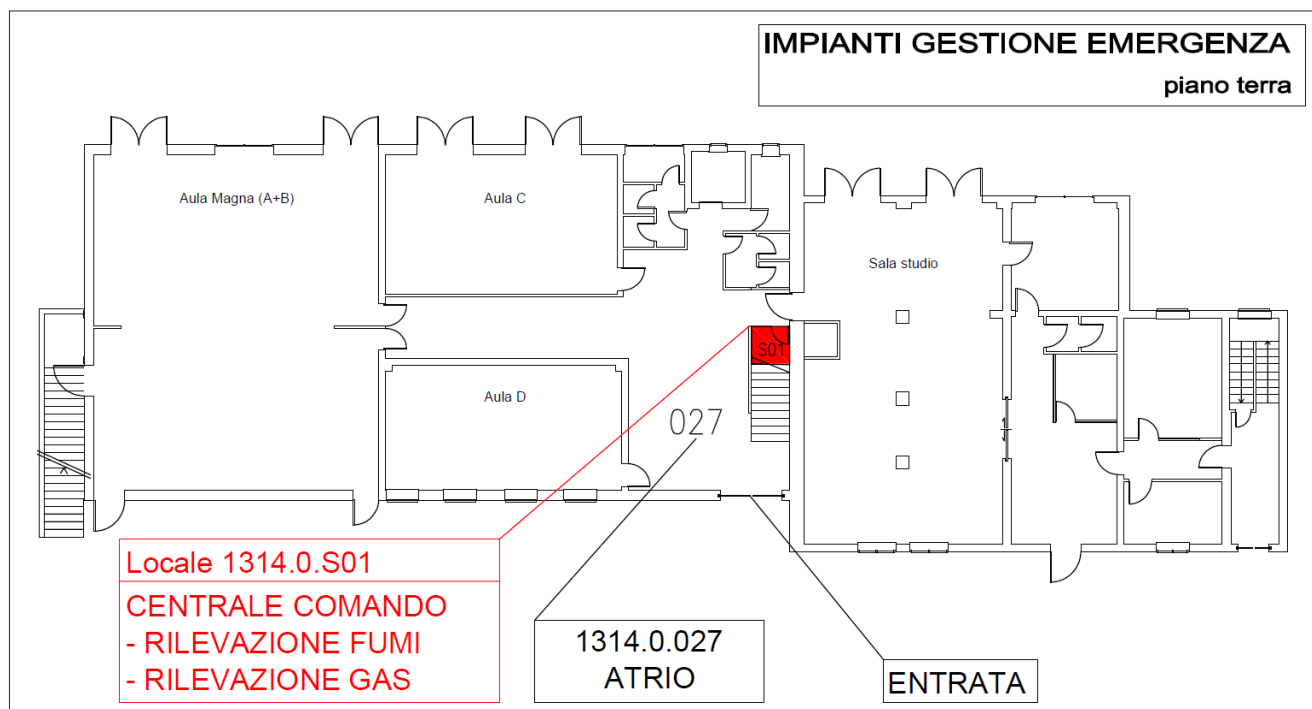 IMPIANTI GESTIONE EMERGENZA
piano terra
Aula Magna (A+B)
Aula C
Sala studio
S01
Aula D
027
Locale 1314.0.S01
CENTRALE COMANDO
- RILEVAZIONE FUMI
- RILEVAZIONE GAS
1314.0.027
ATRIO
ENTRATA